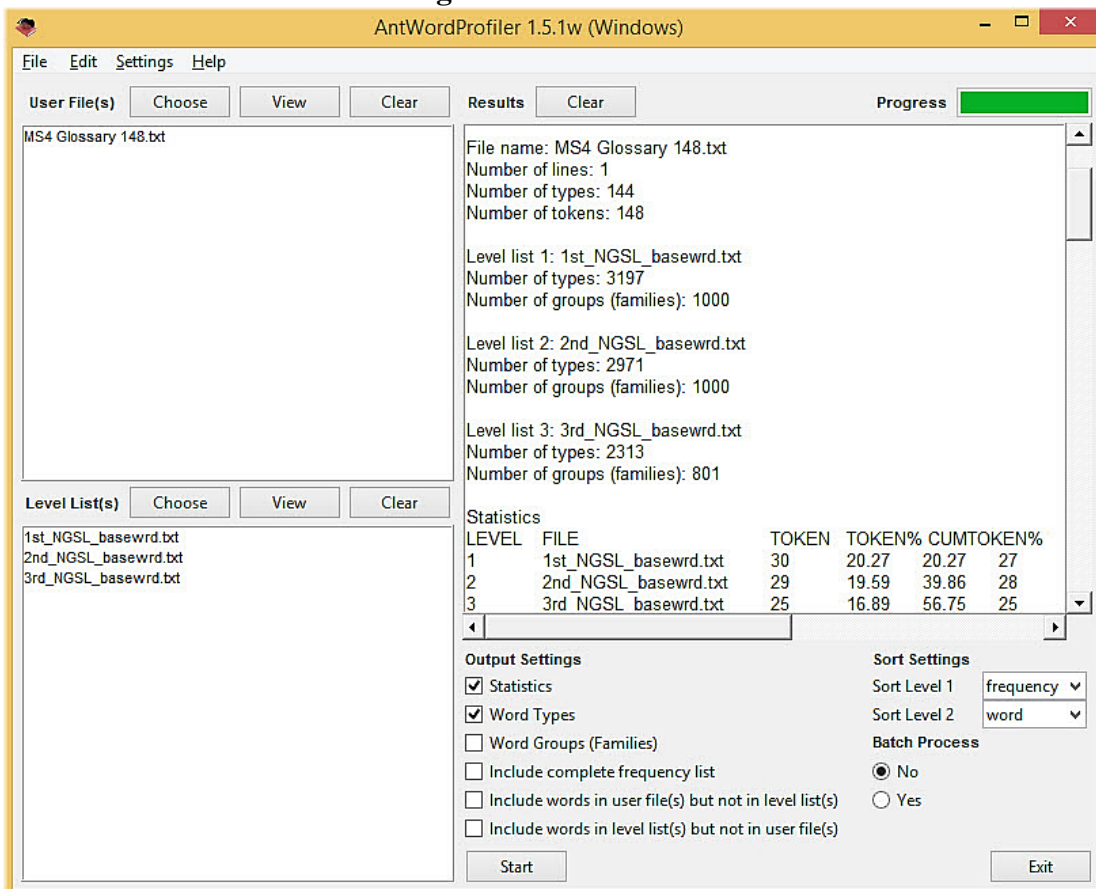 AntWordProfiler 1.5.1w (Windows)
File Edit Settings Help
User File(s) Choose View Clear
MS4 Glossary 148.txt
Level List(s) Choose View Clear
1st_NGSL_basewrd.txt
2nd_NGSL_basewrd.txt
3rd_NGSL_basewrd.txt
Results Clear Progress
File name: MS4 Glossary 148.txt
Number of lines: 1
Number of types: 144
Number of tokens: 148
Level list 1: 1st_NGSL_basewrd.txt
Number of types: 3197
Number of groups (families): 1000
Level list 2: 2nd_NGSL_basewrd.txt
Number of types: 2971
Number of groups (families): 1000
Level list 3: 3rd_NGSL_basewrd.txt
Number of types: 2313
Number of groups (families): 801
Statistics
LEVEL FILE TOKEN TOKEN% CUMTOKEN%
1 1st_NGSL_basewrd.txt 30 20.27 20.27 27
2 2nd_NGSL_basewrd.txt 29 19.59 39.86 28
3 3rd_NGSL_basewrd.txt 25 16.89 56.75 25
Output Settings
Statistics
Word Types
Word Groups (Families)
Include complete frequency list
Include words in user file(s) but not in level list(s)
Include words in level list(s) but not in user file(s)
Sort Settings
Sort Level 1 frequency
Sort Level 2 word
Batch Process
No
Yes
Start Exit